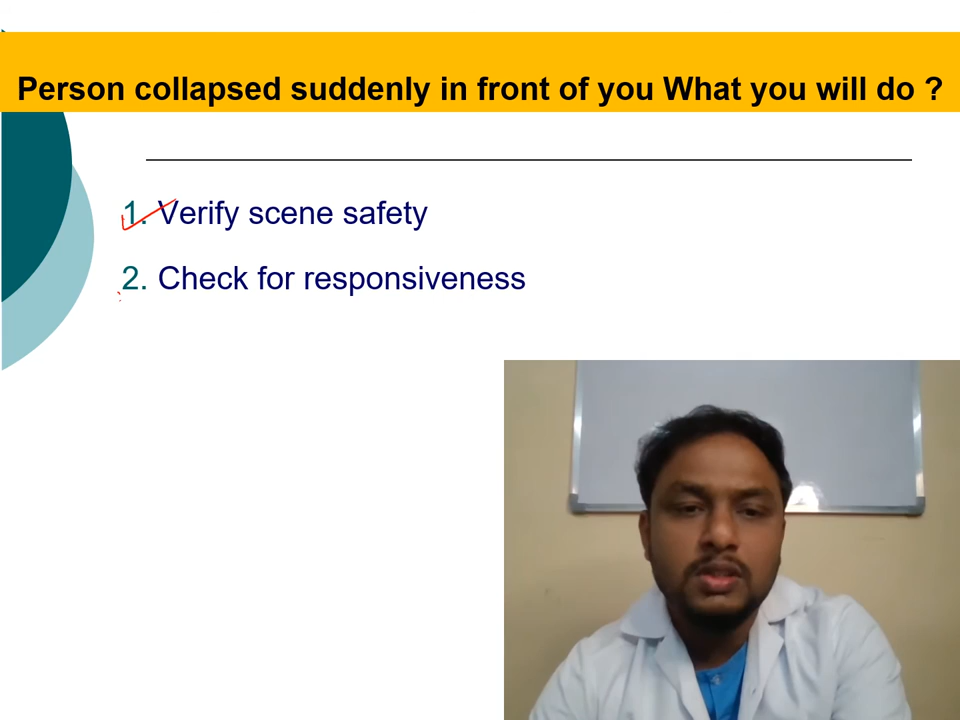 Person collapsed suddenly in front of you What you will do ?
1. Verify scene safety
2. Check for responsiveness